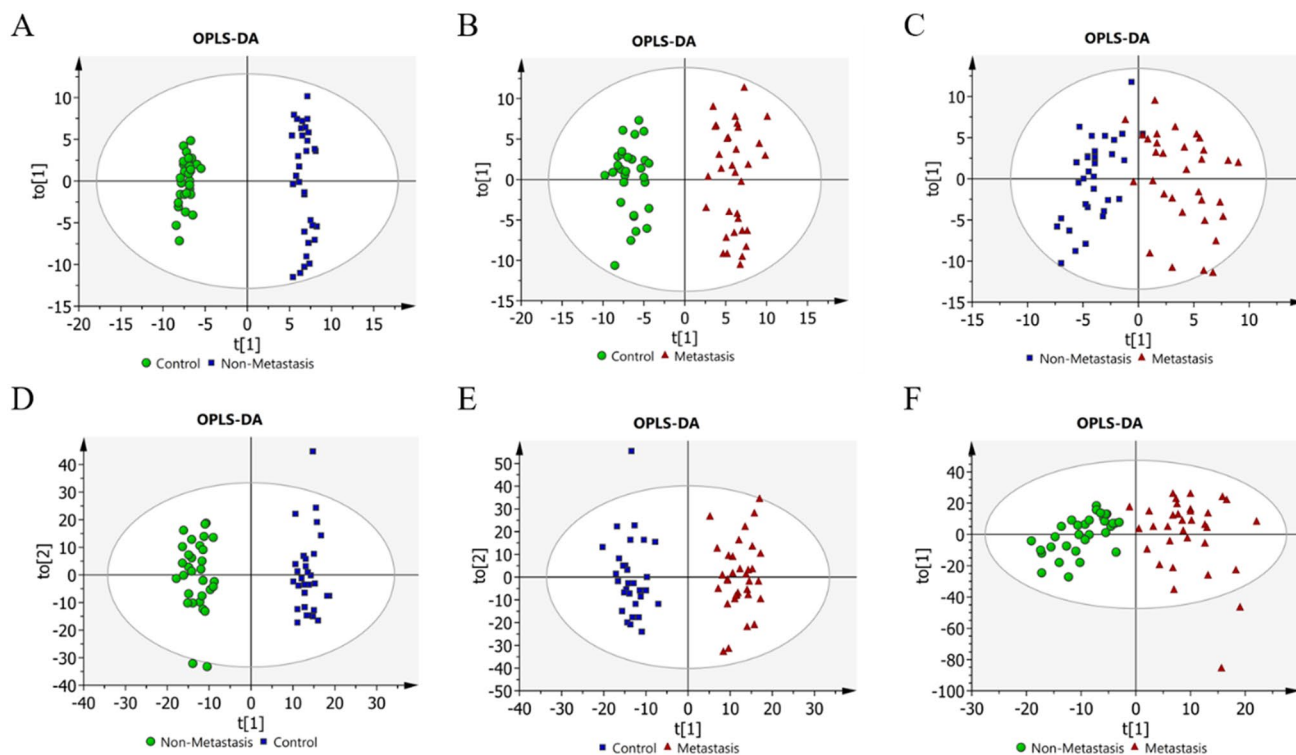 A
OPLS-DA
to[1]
10
5
0
-5
-10
-15
-20 -15 -10 -5 0 5 10 15
t[1]
Control Non-Metastasis
B
OPLS-DA
to[1]
10
5
0
-5
-10
-15
-20 -15 -10 -5 0 5 10 15
t[1]
Control Metastasis
C
OPLS-DA
to[1]
10
5
0
-5
-10
-15
-15 -10 -5 0 5 10
t[1]
Non-Metastasis Metastasis
D
OPLS-DA
to[2]
40
30
20
10
0
-10
-20
-30
-40
-40 -30 -20 -10 0 10 20 30
t[1]
Non-Metastasis Control
E
OPLS-DA
to[2]
50
40
30
20
10
0
-10
-20
-30
-40
-50
-40 -30 -20 -10 0 10 20 30
t[1]
Control Metastasis
F
OPLS-DA
to[1]
40
20
0
-20
-40
-60
-80
-100
-30 -20 -10 0 10 20
t[1]
Non-Metastasis Metastasis